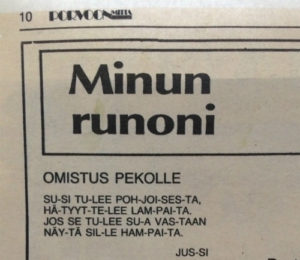 10 PORVOON MITTA
Minun
runoni
OMISTUS PEKOLLE
SU-SI TU-LEE POH-JOI-SES-TA,
HÄ-TYYT-TE-LEE LAM-PAI-TA.
JOS SE TU-LEE SU-A VAS-TAAN
NÄY-TÄ SIL-LE HAM-PAI-TA.
JUS-SI